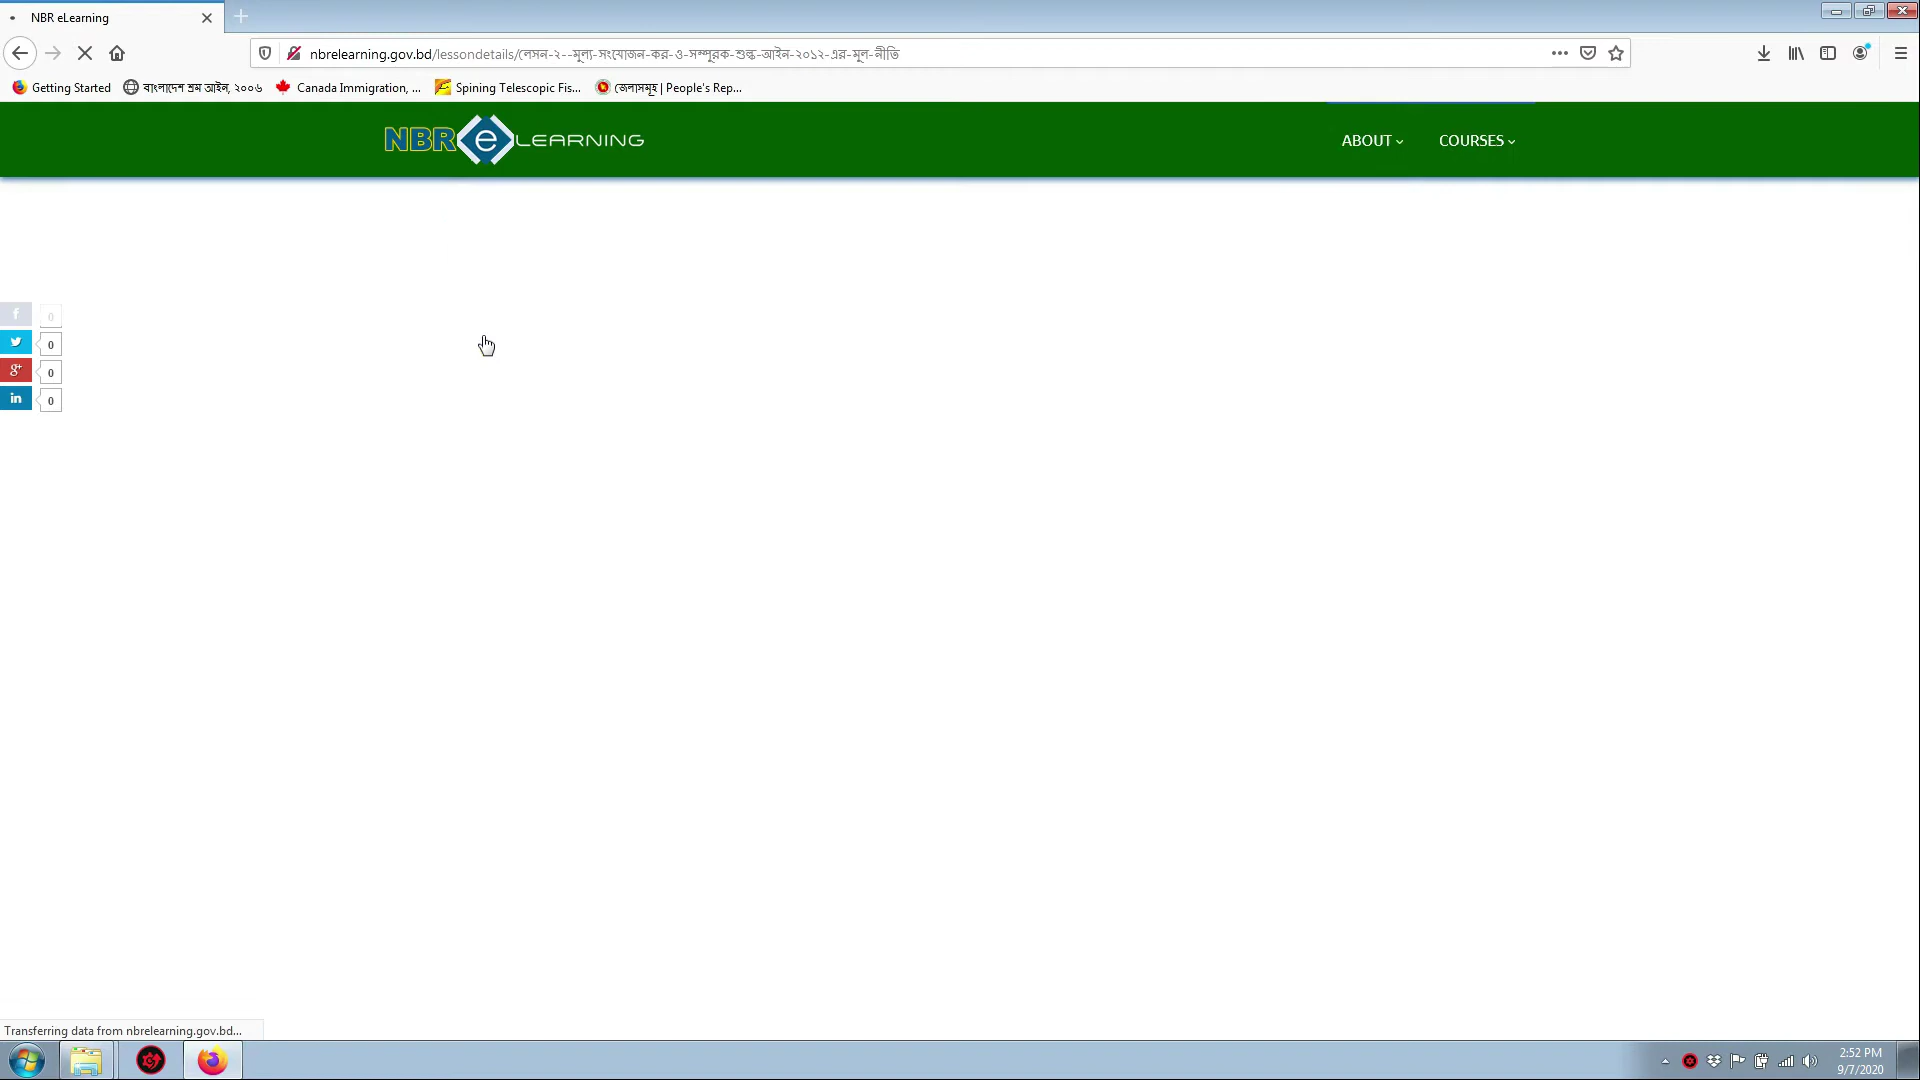 NBR eLearning
nbrelearning.gov.bd/lessondetails/লেসন-২--মূল্য-সংযোজন-কর-ও-সম্পূরক-শুল্ক-আইন-২০১২-এর-মূল-নীতি
Getting Started বাংলাদেশ শ্রম আইন, ২০০৬ Canada Immigration, ... Spining Telescopic Fis... জেলাসমূহ | People's Rep...
NBR e LEARNING
ABOUT COURSES
f 0
0
g+ 0
in 0
Transferring data from nbrelearning.gov.bd...
2:52 PM
9/7/2020